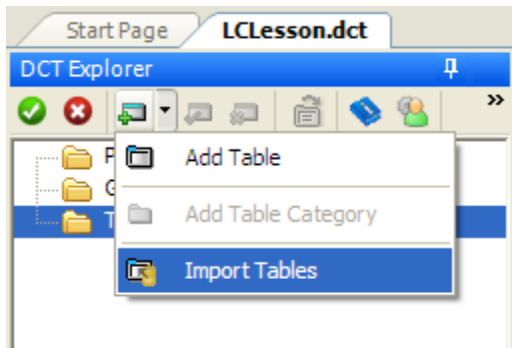 Start Page
LCLesson.dct
DCT Explorer
»
Add Table
Add Table Category
Import Tables